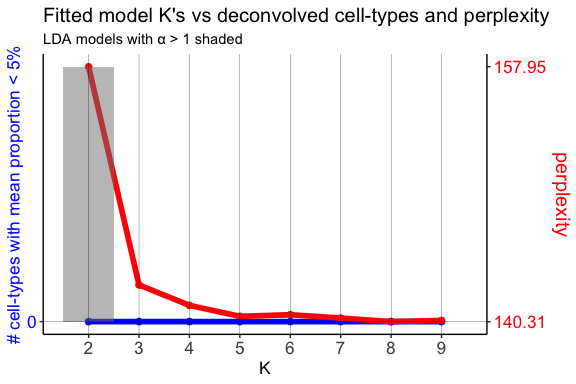 Fitted model K's vs deconvolved cell-types and perplexity
LDA models with α > 1 shaded
# cell-types with mean proportion < 5%
0
157.95
140.31
perplexity
2 3 4 5 6 7 8 9
K